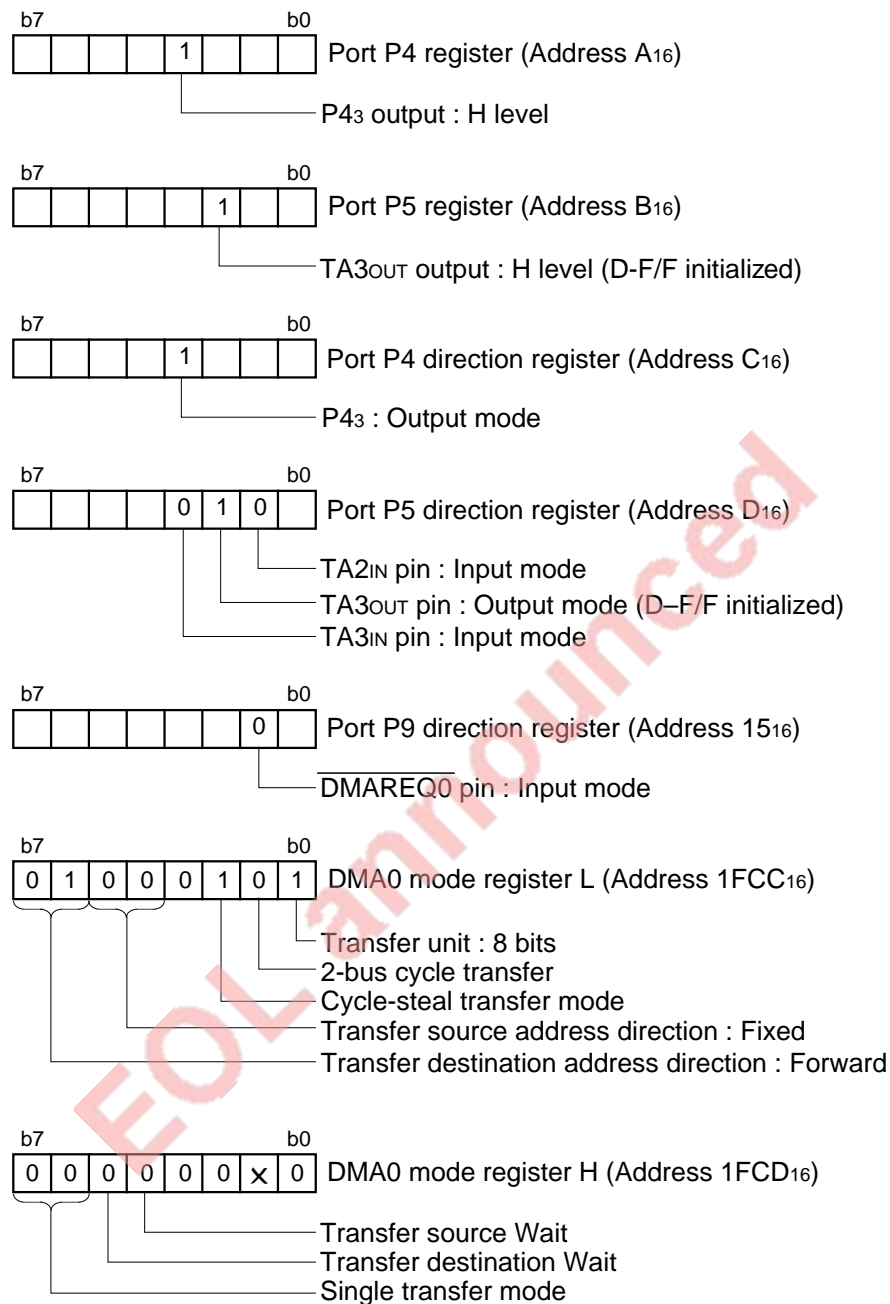 b7 b0
1 Port P4 register (Address A16)
P43 output : H level
b7 b0
1 Port P5 register (Address B16)
TA3OUT output : H level (D-F/F initialized)
b7 b0
1 Port P4 direction register (Address C16)
P43 : Output mode
b7 b0
0 1 0 Port P5 direction register (Address D16)
TA2IN pin : Input mode
TA3OUT pin : Output mode (D–F/F initialized)
TA3IN pin : Input mode
b7 b0
0 Port P9 direction register (Address 1516)
DMAREQ0 pin : Input mode
b7 b0
0 1 0 0 0 1 0 1 DMA0 mode register L (Address 1FCC16)
Transfer unit : 8 bits
2-bus cycle transfer
Cycle-steal transfer mode
Transfer source address direction : Fixed
Transfer destination address direction : Forward
b7 b0
0 0 0 0 0 0 × 0 DMA0 mode register H (Address 1FCD16)
Transfer source Wait
Transfer destination Wait
Single transfer mode
EOL announced